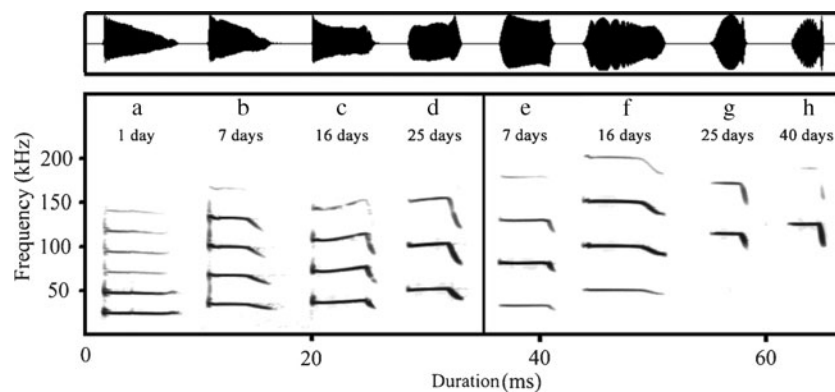 a b c d e f g h
1 day 7 days 16 days 25 days 7 days 16 days 25 days 40 days
200
150
100
50
Frequency (kHz)
0 20 40 60
Duration(ms)